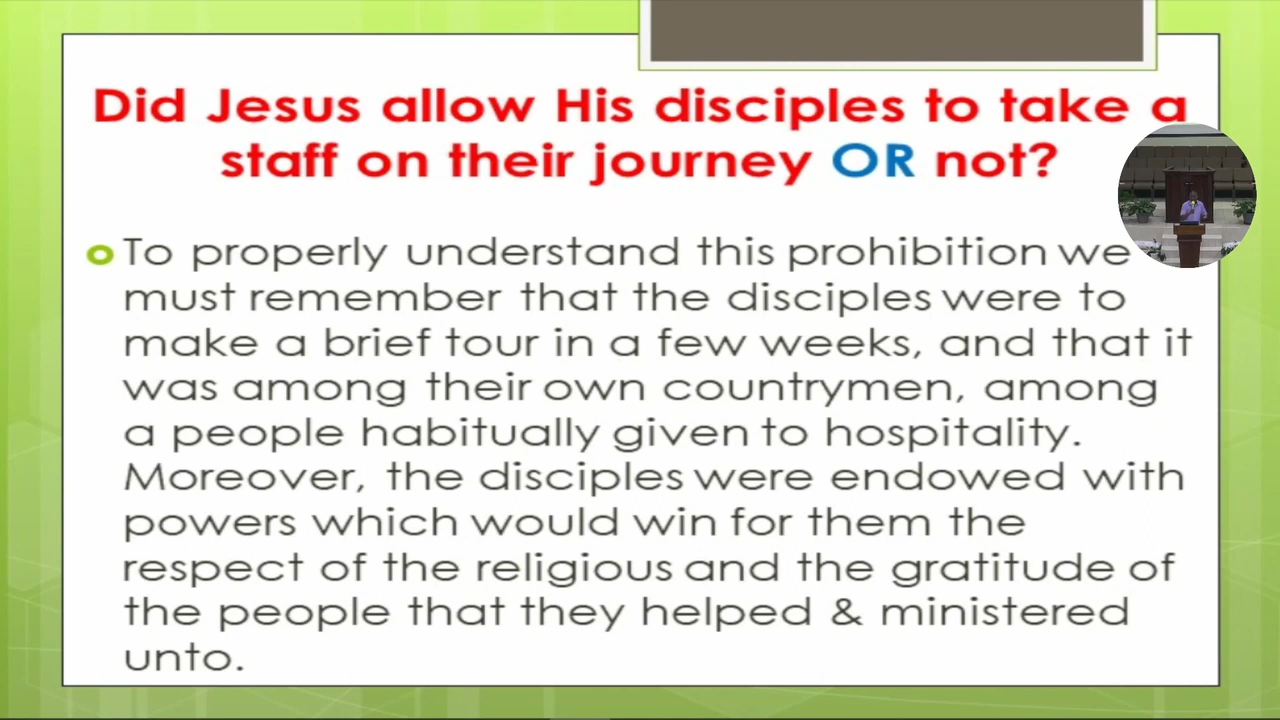 Did Jesus allow His disciples to take a
staff on their journey OR not?
To properly understand this prohibition we
must remember that the disciples were to
make a brief tour in a few weeks, and that it
was among their own countrymen, among
a people habitually given to hospitality.
Moreover, the disciples were endowed with
powers which would win for them the
respect of the religious and the gratitude of
the people that they helped & ministered
unto.